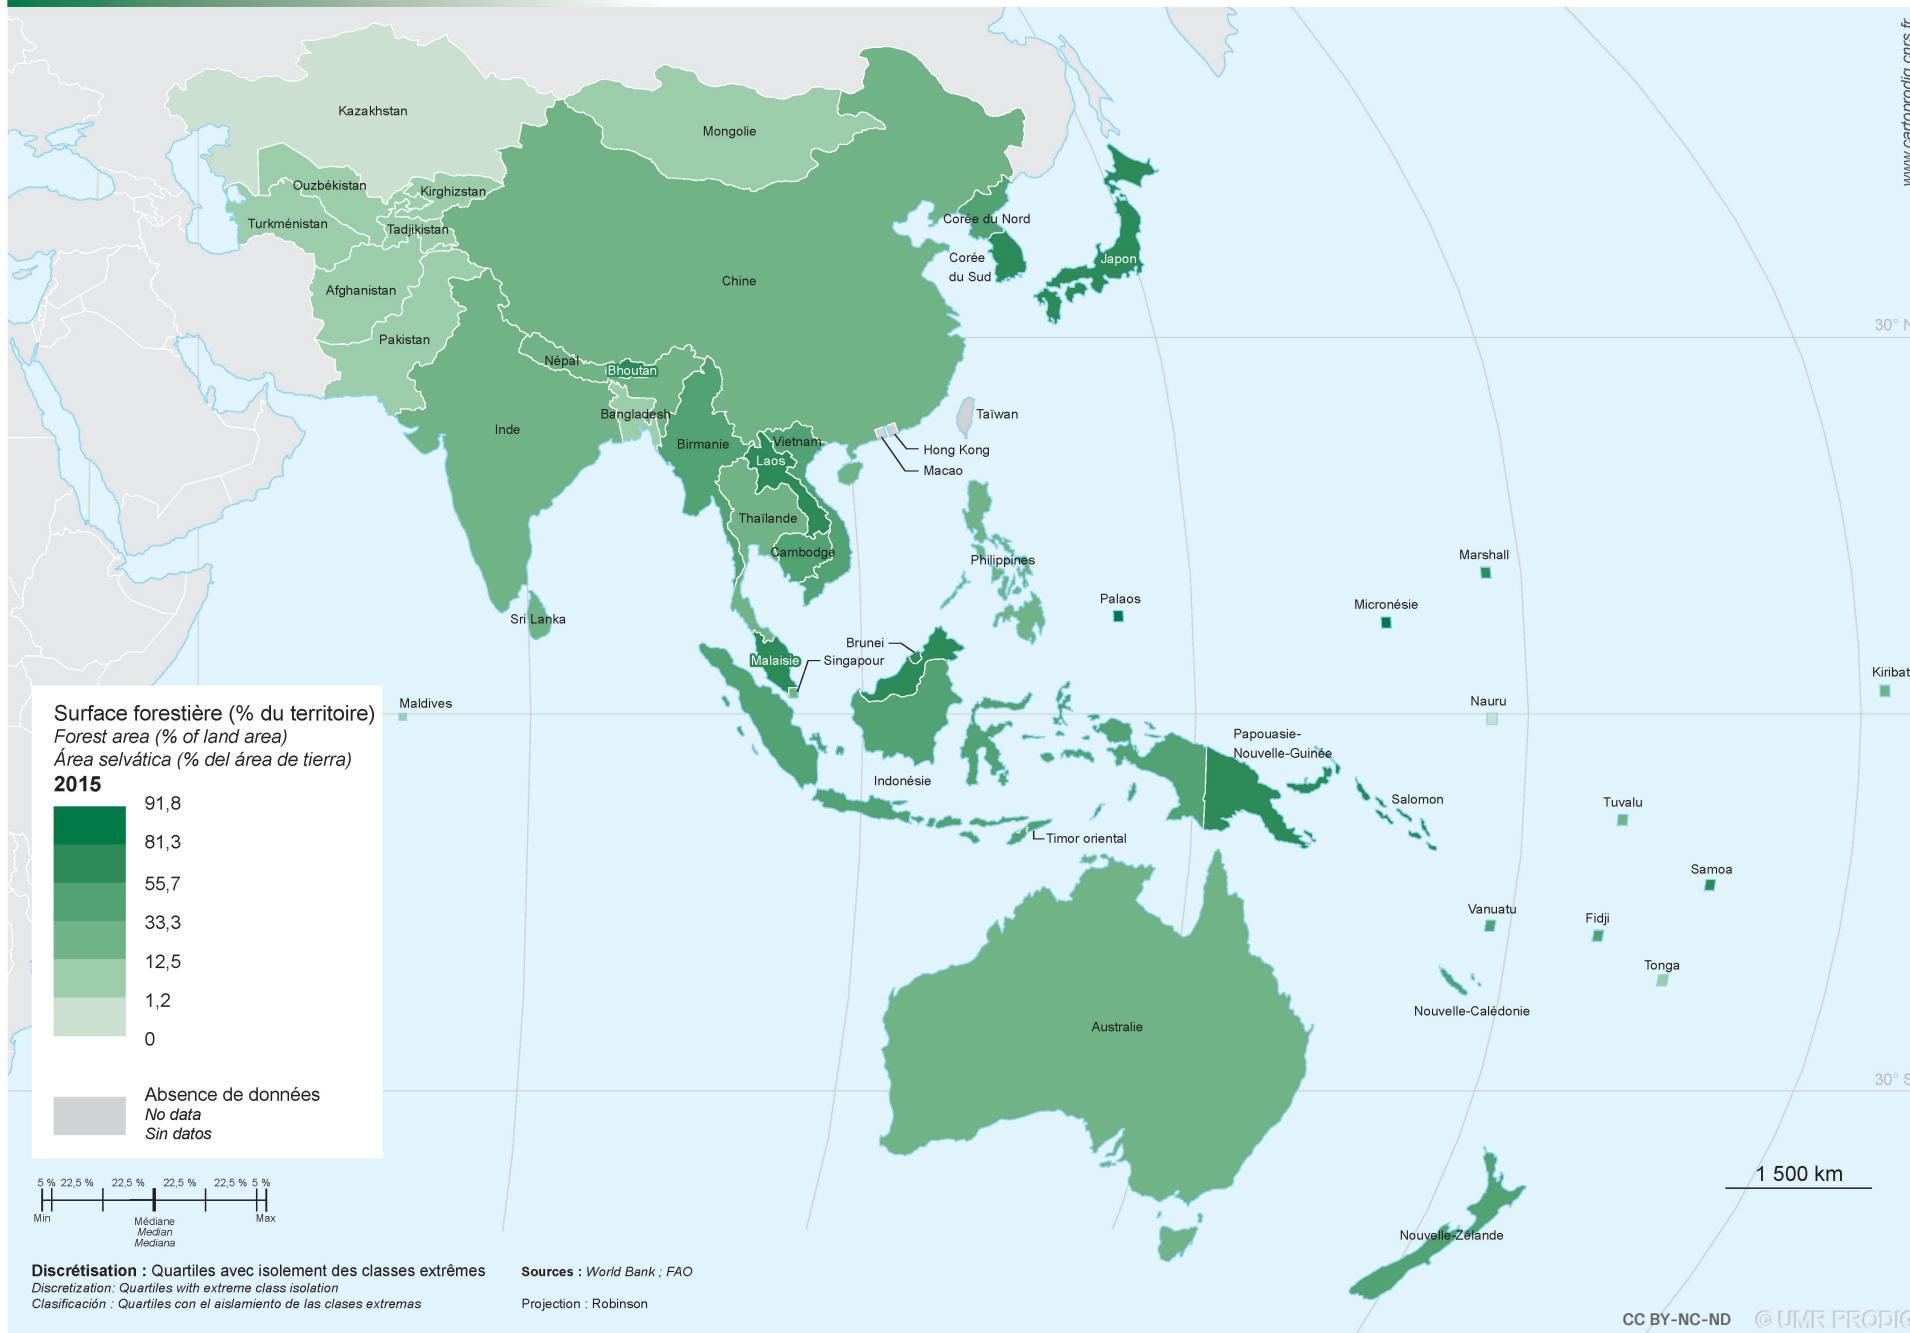 www.cartoprodig.cnrs.fr
Kazakhstan
Mongolie
Ouzbékistan
Kirghizstan
Turkménistan
Tadjikistan
Corée du Nord
Corée
du Sud
Japon
Chine
Afghanistan
Pakistan
30° N
Népal
Bhoutan
Bangladesh
Inde
Birmanie
Vietnam
Laos
Taïwan
Hong Kong
Macao
Thaïlande
Cambodge
Philippines
Marshall
Palaos
Micronésie
Sri Lanka
Brunei
Malaisie
Singapour
Kiribat
Maldives
Nauru
Papouasie-
Nouvelle-Guinée
Indonésie
Salomon
Tuvalu
Timor oriental
Samoa
Vanuatu
Fidji
Tonga
Nouvelle-Calédonie
Australie
30° S
Nouvelle-Zélande
1 500 km
Surface forestière (% du territoire)
Forest area (% of land area)
Área selvática (% del área de tierra)
2015
91,8
81,3
55,7
33,3
12,5
1,2
0
Absence de données
No data
Sin datos
5 % 22,5 % 22,5 % 22,5 % 22,5 % 5 %
Min Max
Médiane
Median
Mediana
Discrétisation : Quartiles avec isolement des classes extrêmes
Discretization: Quartiles with extreme class isolation
Clasificación : Quartiles con el aislamiento de las clases extremas
Sources : World Bank ; FAO
Projection : Robinson
CC BY-NC-ND © UMR PRODIG